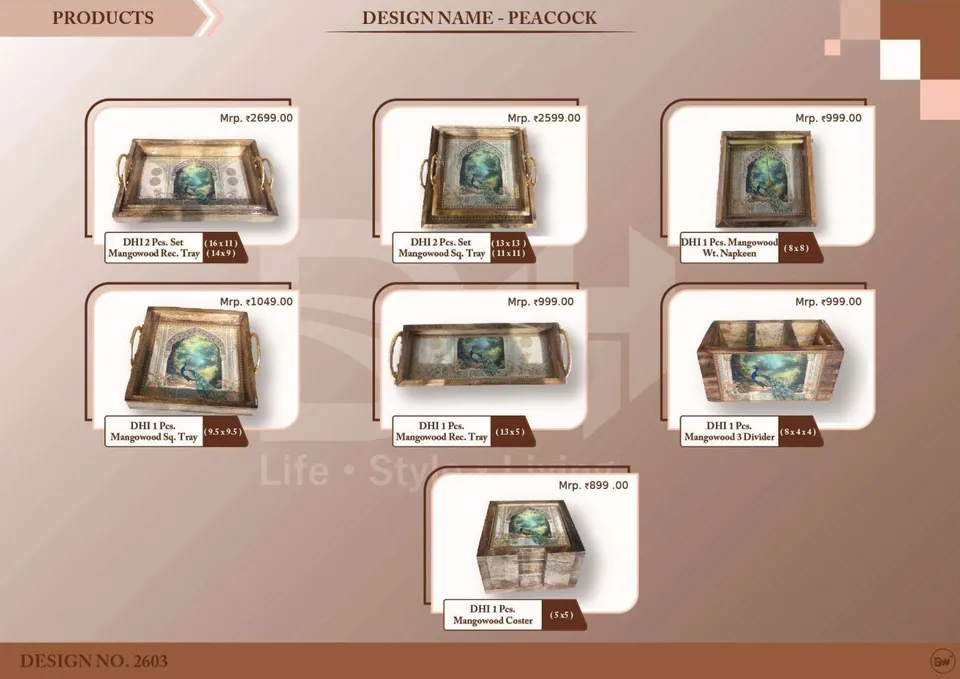 PRODUCTS
DESIGN NAME - PEACOCK
Mrp. ₹2699.00
DHI 2 Pcs. Set
Mangowood Rec. Tray
( 16 x 11 )
( 14 x 9 )
Mrp. ₹2599.00
DHI 2 Pcs. Set
Mangowood Sq. Tray
( 13 x 13 )
( 11 x 11 )
Mrp. ₹999.00
DHI 1 Pcs. Mangowood
Wt. Napkeen
( 8 x 8 )
Mrp. ₹1049.00
DHI 1 Pcs.
Mangowood Sq. Tray
( 9.5 x 9.5 )
Mrp. ₹999.00
DHI 1 Pcs.
Mangowood Rec. Tray
( 13 x 5 )
Mrp. ₹999.00
DHI 1 Pcs.
Mangowood 3 Divider
( 8 x 4 x 4 )
Life • Style • Living
Mrp. ₹899 .00
DHI 1 Pcs.
Mangowood Coster
( 5 x5 )
DESIGN NO. 2603